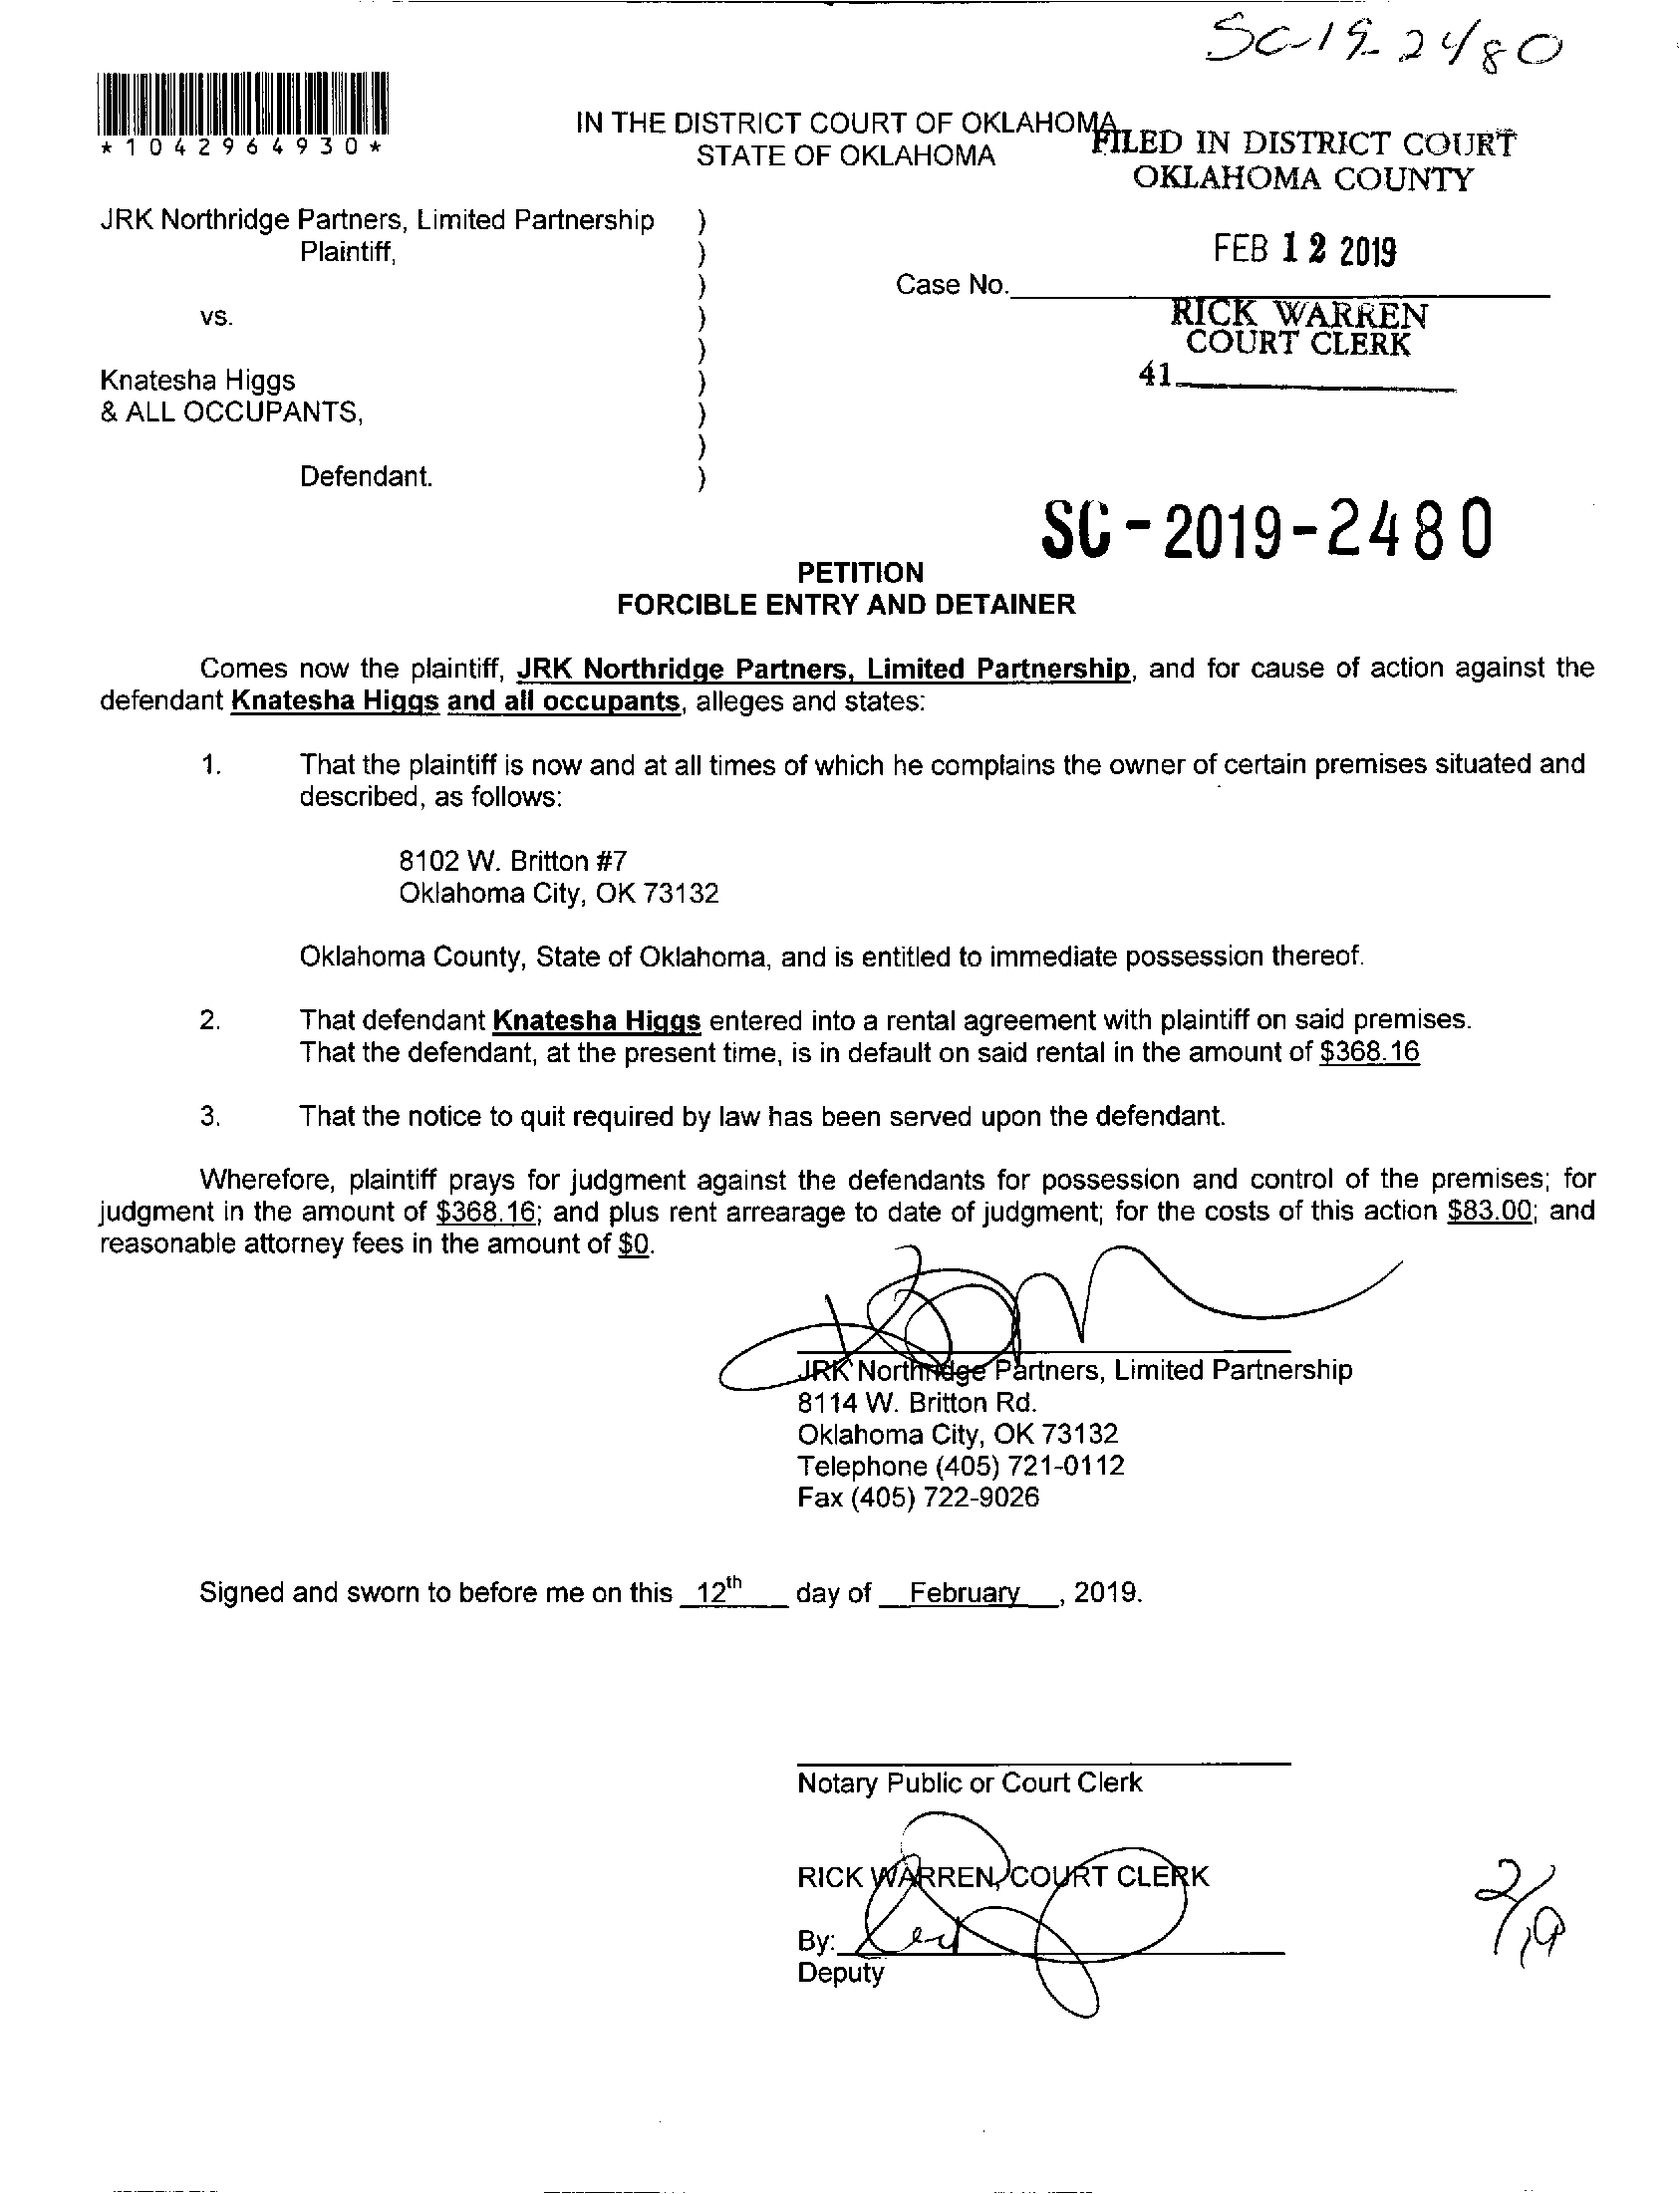 SC-19-2480
*1042964930*
IN THE DISTRICT COURT OF OKLAHOMA
STATE OF OKLAHOMA
FILED IN DISTRICT COURT
OKLAHOMA COUNTY
JRK Northridge Partners, Limited Partnership )
Plaintiff, )
FEB 12 2019
) Case No.
vs. )
RICK WARREN
COURT CLERK
)
41
Knatesha Higgs )
& ALL OCCUPANTS, )
)
Defendant. )
SC-2019-2480
PETITION
FORCIBLE ENTRY AND DETAINER
Comes now the plaintiff, JRK Northridge Partners, Limited Partnership, and for cause of action against the
defendant Knatesha Higgs and all occupants, alleges and states:
1. That the plaintiff is now and at all times of which he complains the owner of certain premises situated and
described, as follows:
8102 W. Britton #7
Oklahoma City, OK 73132
Oklahoma County, State of Oklahoma, and is entitled to immediate possession thereof.
2. That defendant Knatesha Higgs entered into a rental agreement with plaintiff on said premises.
That the defendant, at the present time, is in default on said rental in the amount of $368.16
3. That the notice to quit required by law has been served upon the defendant.
Wherefore, plaintiff prays for judgment against the defendants for possession and control of the premises; for
judgment in the amount of $368.16; and plus rent arrearage to date of judgment; for the costs of this action $83.00; and
reasonable attorney fees in the amount of $0.
JRK Northridge Partners, Limited Partnership
8114 W. Britton Rd.
Oklahoma City, OK 73132
Telephone (405) 721-0112
Fax (405) 722-9026
Signed and sworn to before me on this 12th day of February, 2019.
Notary Public or Court Clerk
RICK WARREN, COURT CLERK
By:
Deputy
2/19